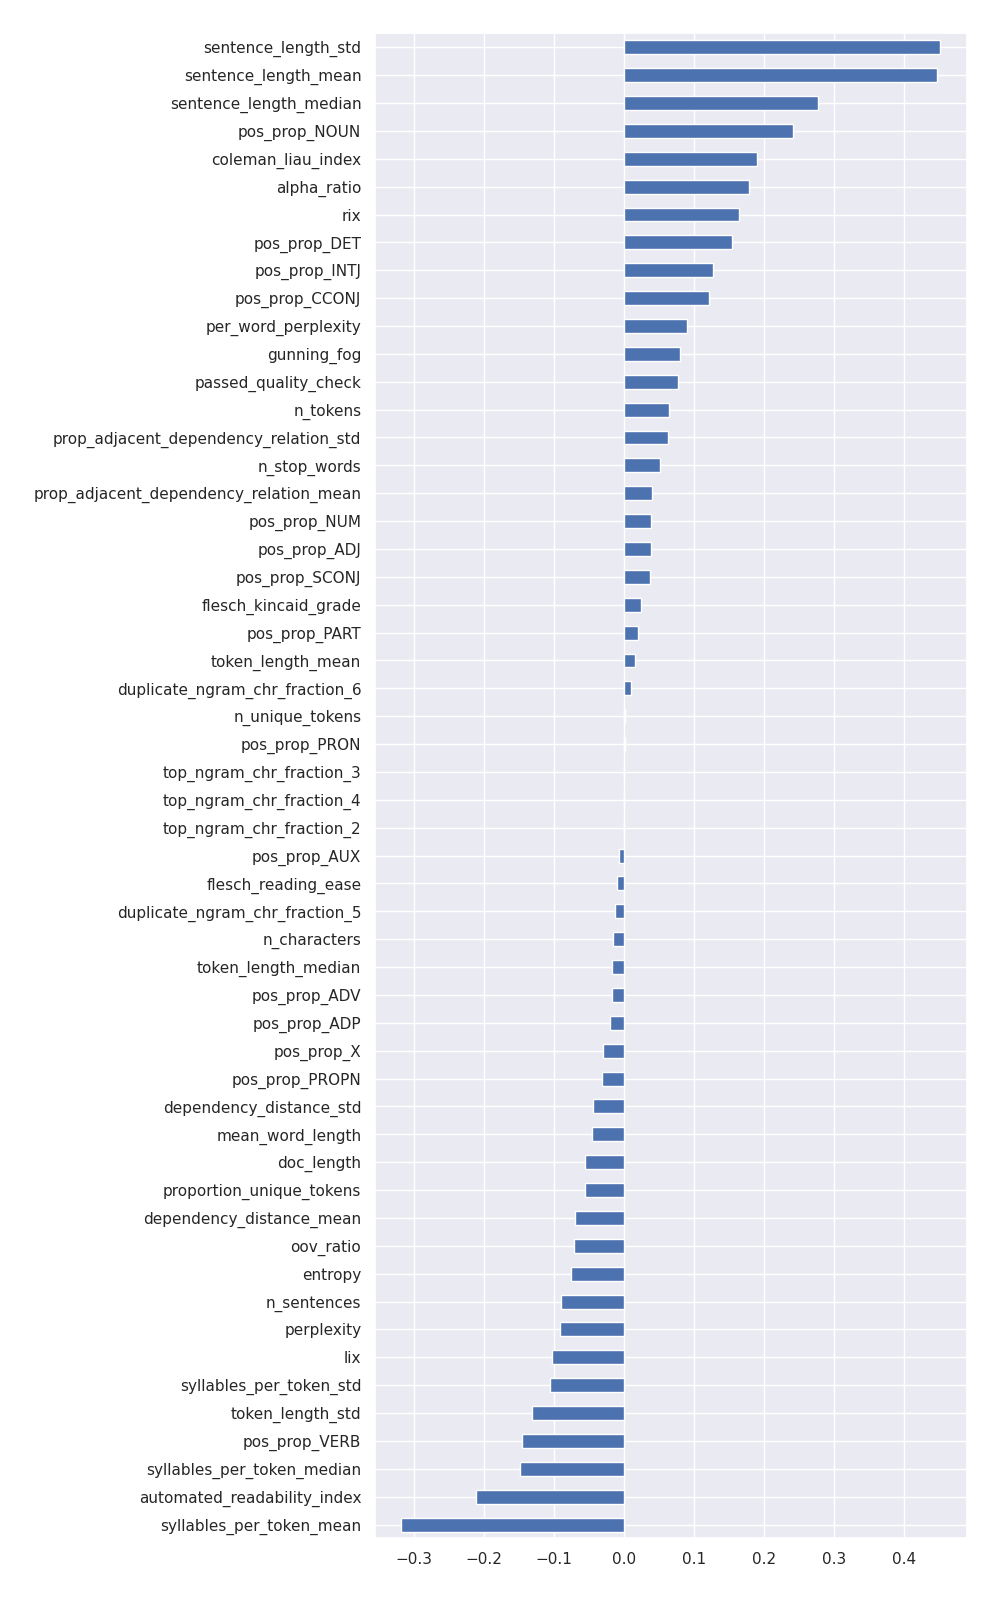 sentence_length_std
sentence_length_mean
sentence_length_median
pos_prop_NOUN
coleman_liau_index
alpha_ratio
rix
pos_prop_DET
pos_prop_INTJ
pos_prop_CCONJ
per_word_perplexity
gunning_fog
passed_quality_check
n_tokens
prop_adjacent_dependency_relation_std
n_stop_words
prop_adjacent_dependency_relation_mean
pos_prop_NUM
pos_prop_ADJ
pos_prop_SCONJ
flesch_kincaid_grade
pos_prop_PART
token_length_mean
duplicate_ngram_chr_fraction_6
n_unique_tokens
pos_prop_PRON
top_ngram_chr_fraction_3
top_ngram_chr_fraction_4
top_ngram_chr_fraction_2
pos_prop_AUX
flesch_reading_ease
duplicate_ngram_chr_fraction_5
n_characters
token_length_median
pos_prop_ADV
pos_prop_ADP
pos_prop_X
pos_prop_PROPN
dependency_distance_std
mean_word_length
doc_length
proportion_unique_tokens
dependency_distance_mean
oov_ratio
entropy
n_sentences
perplexity
lix
syllables_per_token_std
token_length_std
pos_prop_VERB
syllables_per_token_median
automated_readability_index
syllables_per_token_mean
−0.3 −0.2 −0.1 0.0 0.1 0.2 0.3 0.4